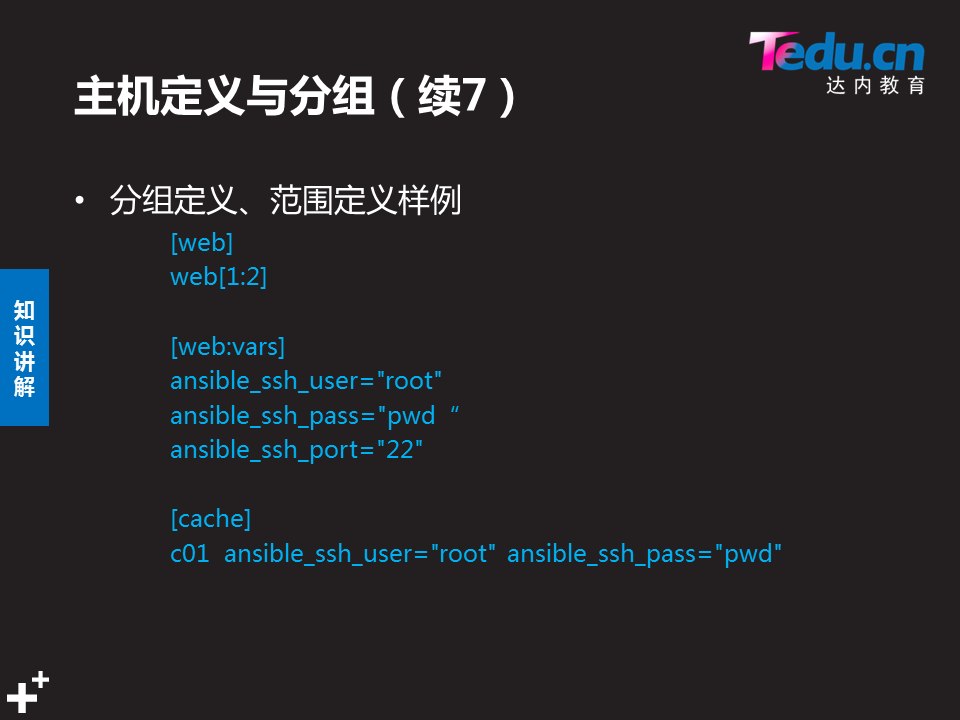 Tedu.cn
达内教育
主机定义与分组（续7）
• 分组定义、范围定义样例
[web]
web[1:2]
[web:vars]
ansible_ssh_user="root"
ansible_ssh_pass="pwd“
ansible_ssh_port="22"
[cache]
c01 ansible_ssh_user="root" ansible_ssh_pass="pwd"
知
识
讲
解